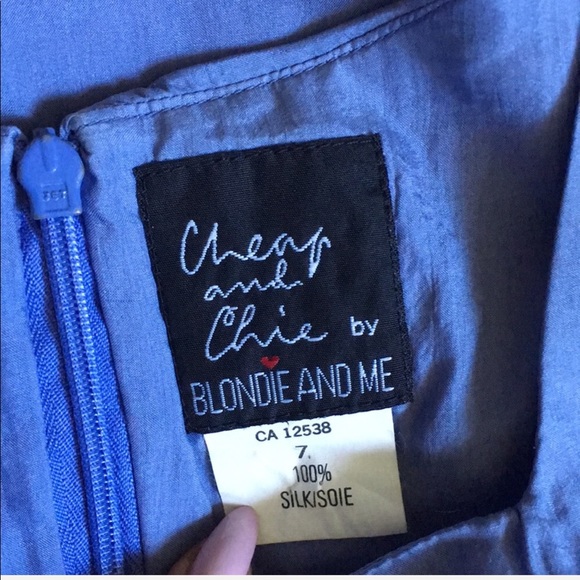 Cheap
and
Chic by
BLONDIE AND ME
CA 12538
7
100%
SILK/SOIE